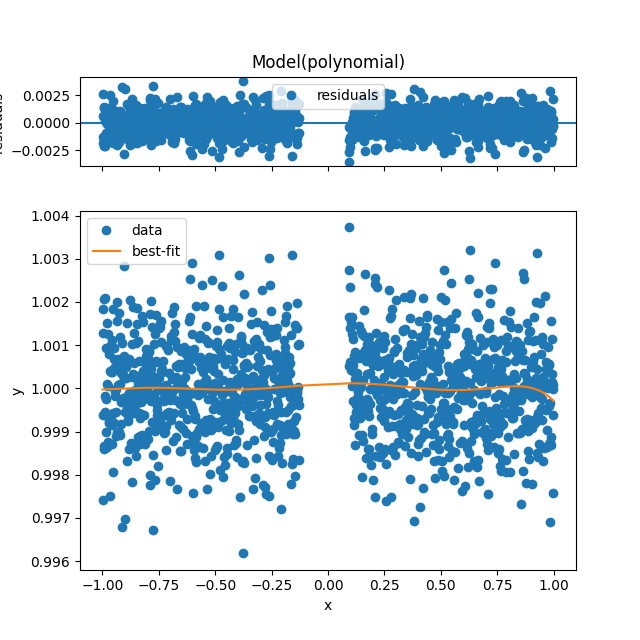 Model(polynomial)
0.0025
0.0000
−0.0025
residuals
residuals
1.004
1.003
1.002
1.001
1.000
0.999
0.998
0.997
0.996
y
data
best-fit
−1.00 −0.75 −0.50 −0.25 0.00 0.25 0.50 0.75 1.00
x